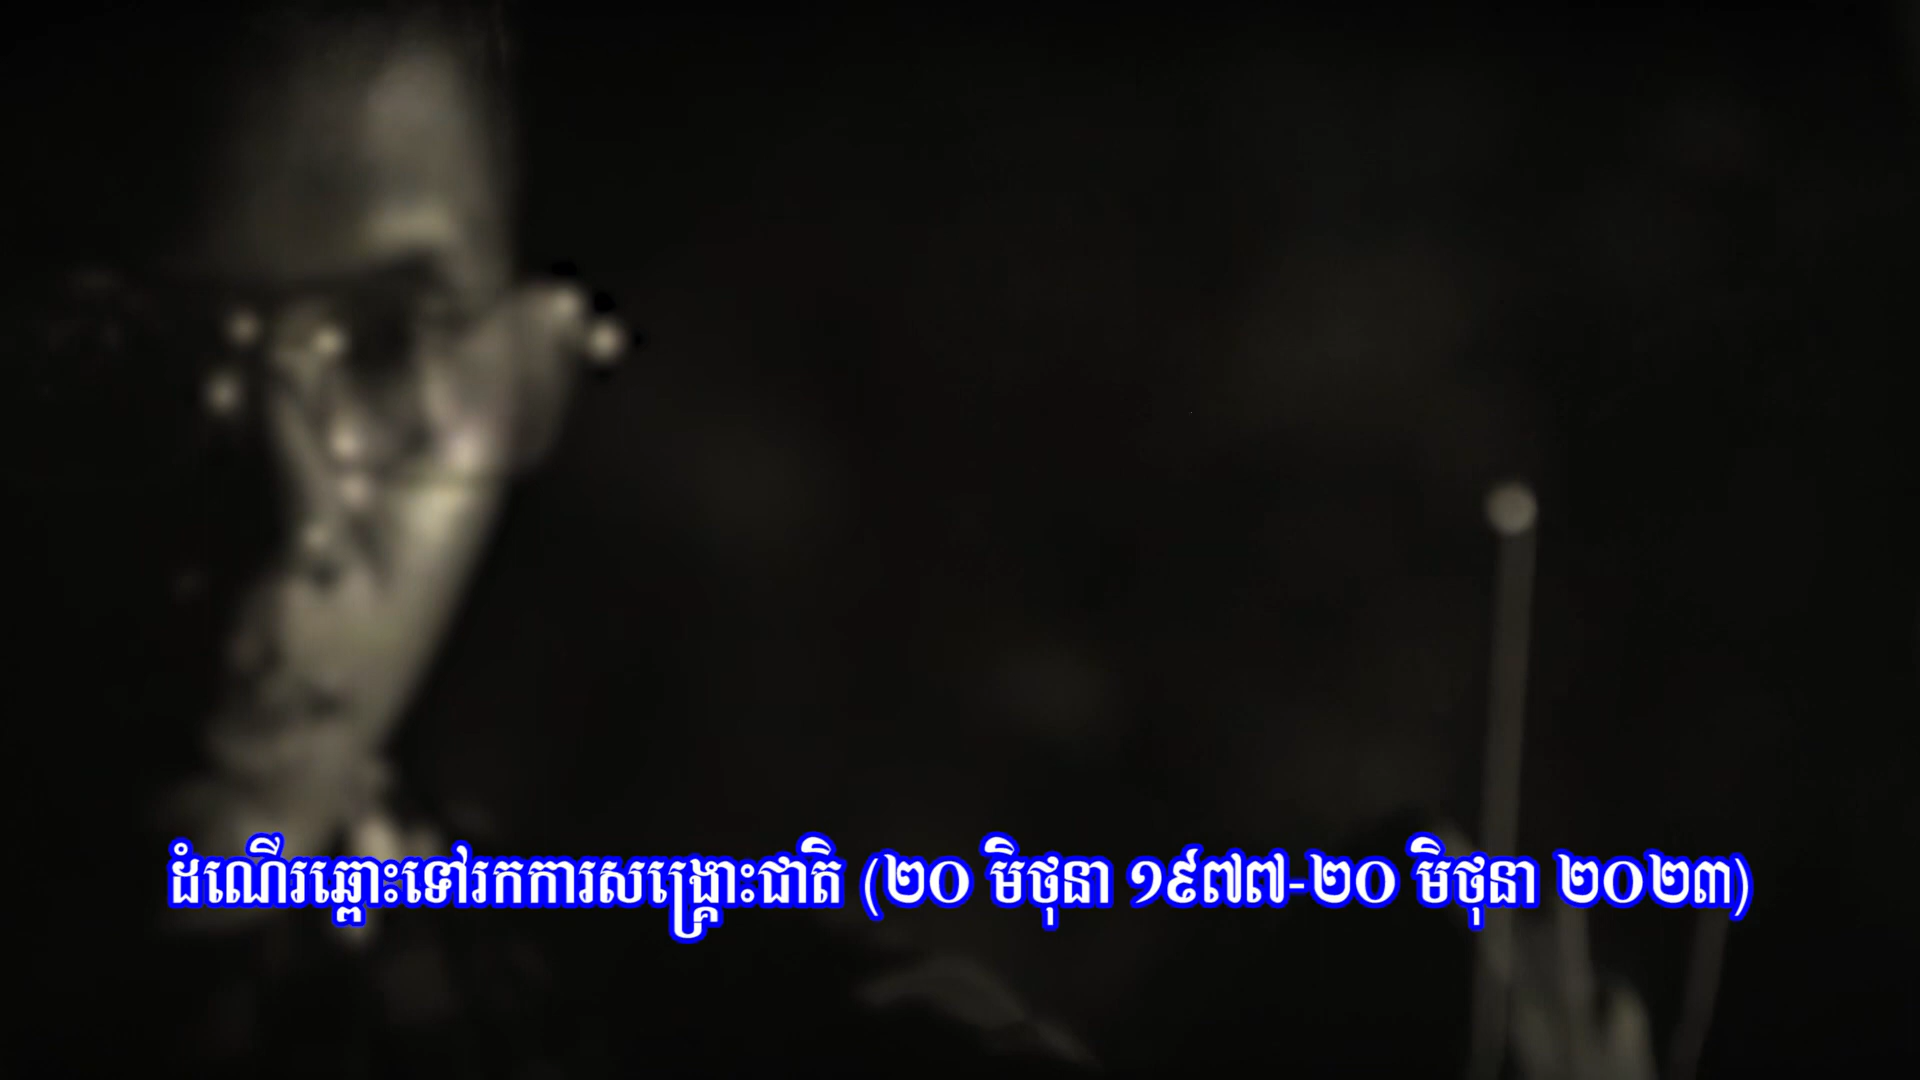 ដំណើរឆ្ពោះទៅរកការសង្គ្រោះជាតិ (២០ មិថុនា ១៩៧៧-២០ មិថុនា ២០២៣)